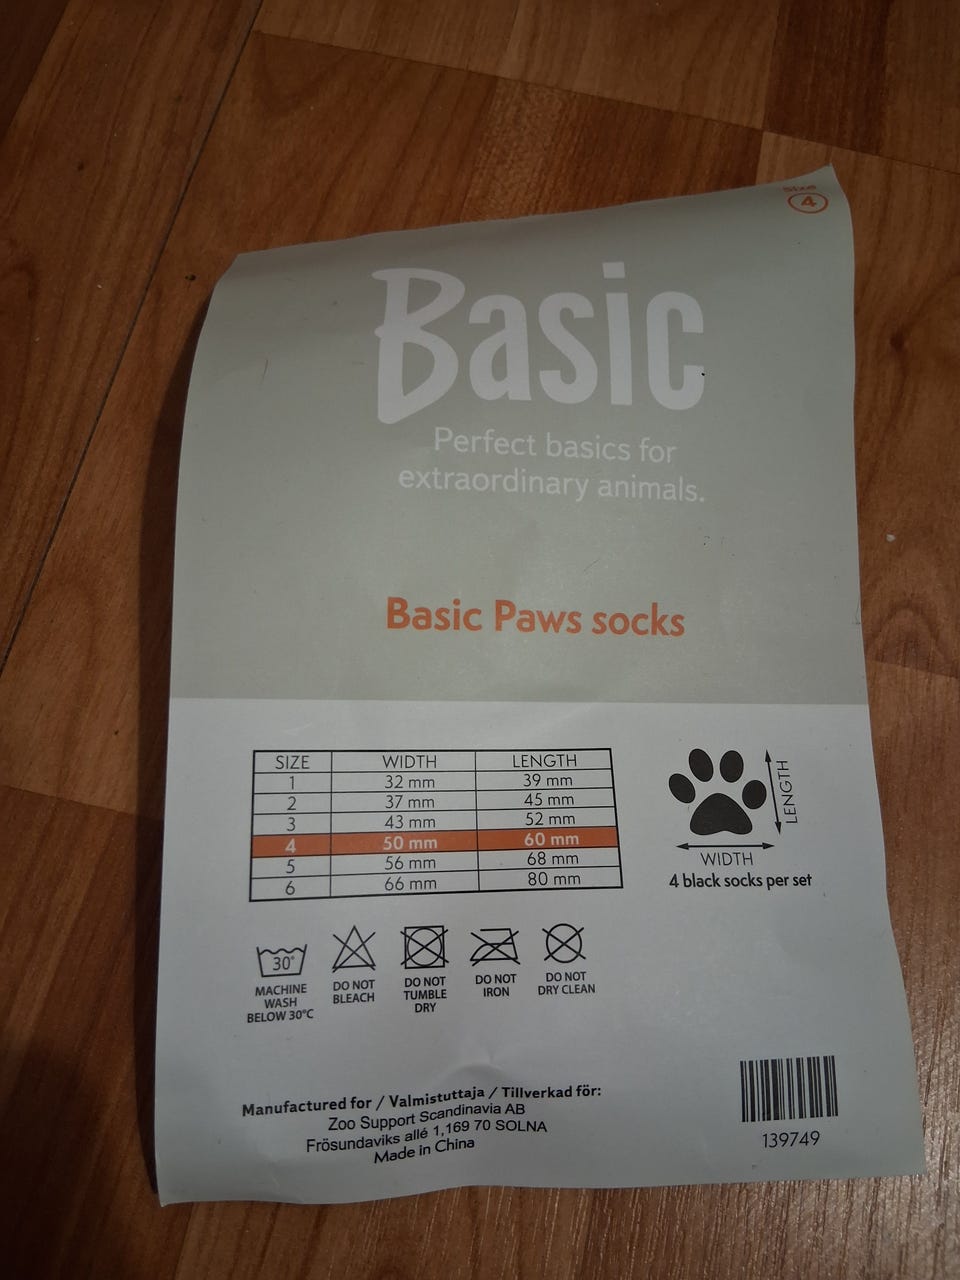 Size
4
Basic
Perfect basics for
extraordinary animals.
Basic Paws socks
SIZE WIDTH LENGTH
1 32 mm 39 mm
2 37 mm 45 mm
3 43 mm 52 mm
4 50 mm 60 mm
5 56 mm 68 mm
6 66 mm 80 mm
LENGTH
WIDTH
4 black socks per set
30°
MACHINE
WASH
BELOW 30°C
DO NOT
BLEACH
DO NOT
TUMBLE
DRY
DO NOT
IRON
DO NOT
DRY CLEAN
Manufactured for / Valmistuttaja / Tillverkad för:
Zoo Support Scandinavia AB
Frösundaviks allé 1,169 70 SOLNA
Made in China
139749